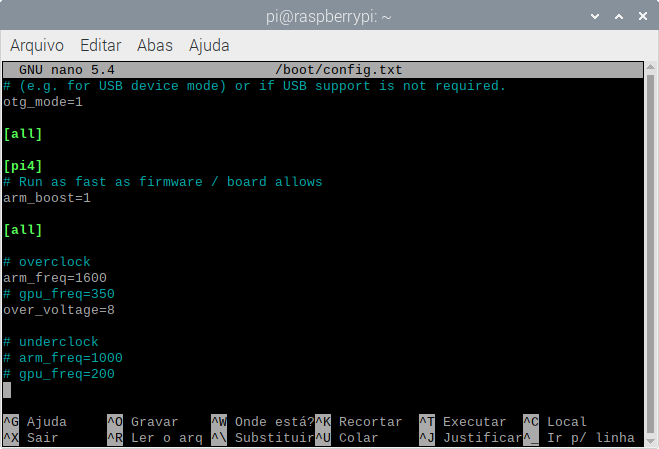 pi@raspberrypi: ~
Arquivo Editar Abas Ajuda
GNU nano 5.4 /boot/config.txt
# (e.g. for USB device mode) or if USB support is not required.
otg_mode=1
[all]
[pi4]
# Run as fast as firmware / board allows
arm_boost=1
[all]
# overclock
arm_freq=1600
# gpu_freq=350
over_voltage=8
# underclock
# arm_freq=1000
# gpu_freq=200
^G Ajuda ^O Gravar ^W Onde está? ^K Recortar ^T Executar ^C Local
^X Sair ^R Ler o arq ^\ Substituir ^U Colar ^J Justificar ^_ Ir p/ linha